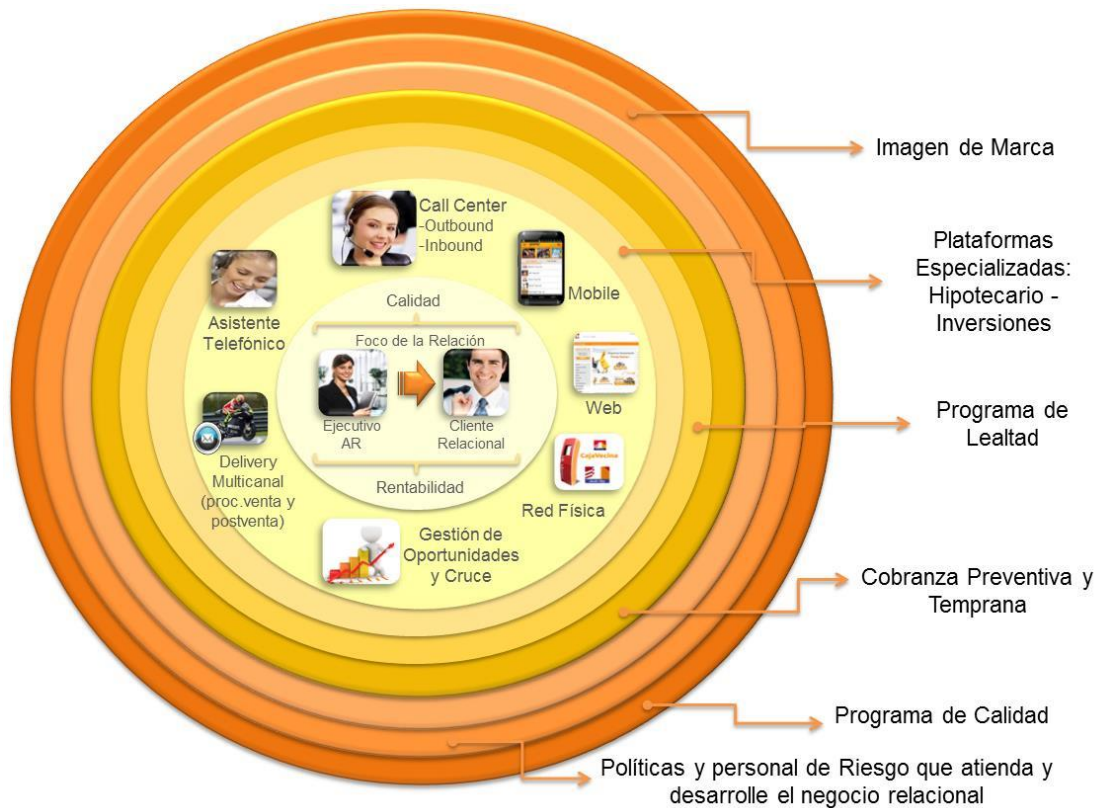 Call Center
-Outbound
-Inbound
Mobile
Asistente
Telefónico
Calidad
Foco de la Relación
Ejecutivo
AR
Cliente
Relacional
Rentabilidad
Web
Delivery
Multicanal
(proc.venta y
postventa)
CajaVecina
Red Física
Gestión de
Oportunidades
y Cruce
Imagen de Marca
Plataformas
Especializadas:
Hipotecario -
Inversiones
Programa de
Lealtad
Cobranza Preventiva y
Temprana
Programa de Calidad
Políticas y personal de Riesgo que atienda y
desarrolle el negocio relacional